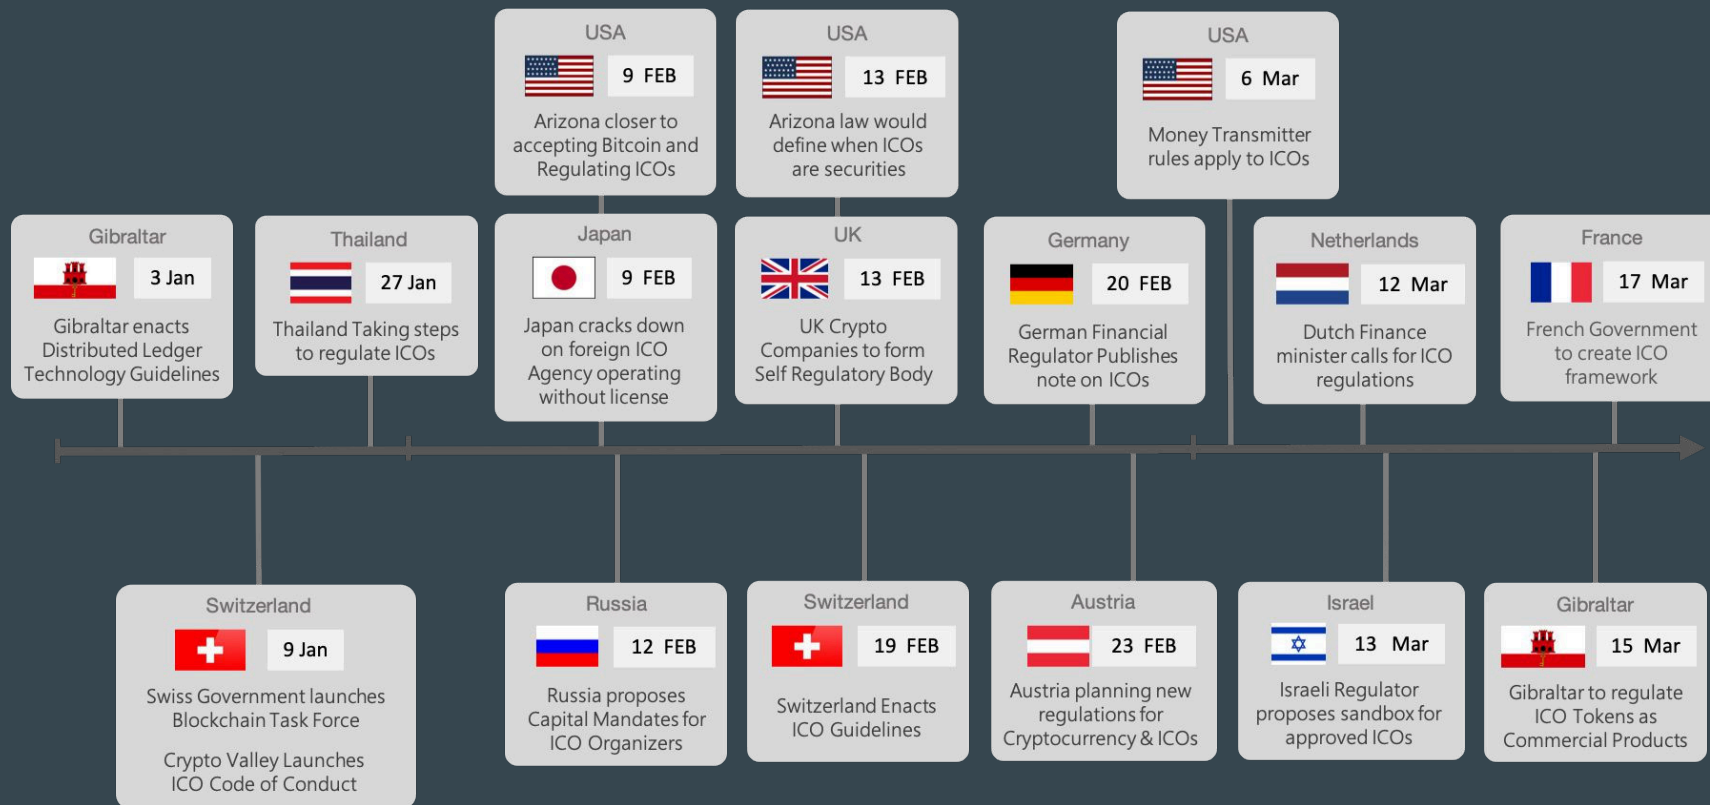 USA
9 FEB
Arizona closer to
accepting Bitcoin and
Regulating ICOs
USA
13 FEB
Arizona law would
define when ICOs
are securities
USA
6 Mar
Money Transmitter
rules apply to ICOs
Gibraltar
3 Jan
Gibraltar enacts
Distributed Ledger
Technology Guidelines
Thailand
27 Jan
Thailand Taking steps
to regulate ICOs
Japan
9 FEB
Japan cracks down
on foreign ICO
Agency operating
without license
UK
13 FEB
UK Crypto
Companies to form
Self Regulatory Body
Germany
20 FEB
German Financial
Regulator Publishes
note on ICOs
Netherlands
12 Mar
Dutch Finance
minister calls for ICO
regulations
France
17 Mar
French Government
to create ICO
framework
Switzerland
9 Jan
Swiss Government launches
Blockchain Task Force
Crypto Valley Launches
ICO Code of Conduct
Russia
12 FEB
Russia proposes
Capital Mandates for
ICO Organizers
Switzerland
19 FEB
Switzerland Enacts
ICO Guidelines
Austria
23 FEB
Austria planning new
regulations for
Cryptocurrency & ICOs
Israel
13 Mar
Israeli Regulator
proposes sandbox for
approved ICOs
Gibraltar
15 Mar
Gibraltar to regulate
ICO Tokens as
Commercial Products